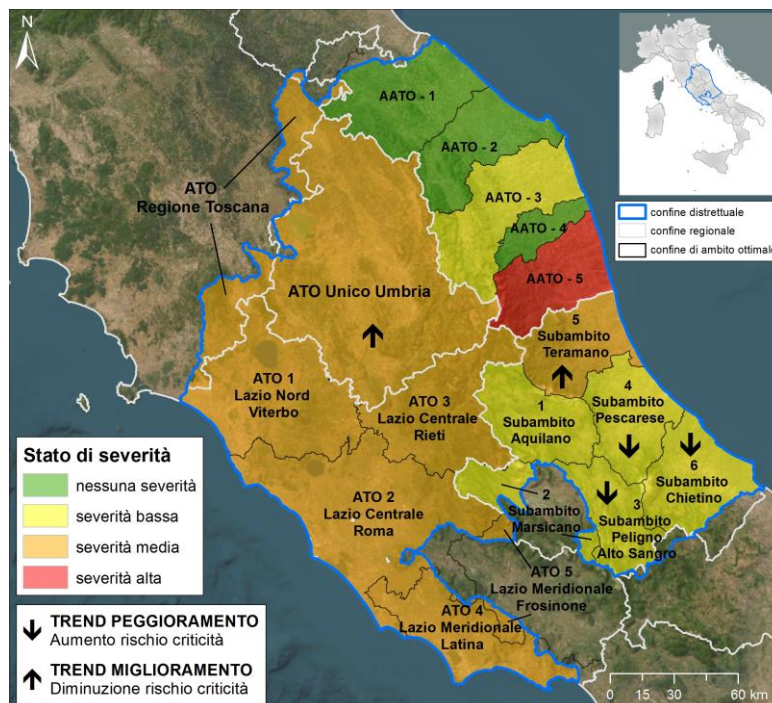 N
AATO - 1
AATO - 2
ATO
Regione Toscana
AATO - 3
AATO - 4
AATO - 5
ATO Unico Umbria
5
Subambito
Teramano
ATO 1
Lazio Nord
Viterbo
ATO 3
Lazio Centrale
Rieti
1
Subambito
Aquilano
4
Subambito
Pescarese
6
Subambito
Chietino
2
Subambito
Marsicano
3
Subambito
Peligno
Alto Sangro
ATO 2
Lazio Centrale
Roma
ATO 5
Lazio Meridionale
Frosinone
ATO 4
Lazio Meridionale
Latina
confine distrettuale
confine regionale
confine di ambito ottimale
Stato di severità
nessuna severità
severità bassa
severità media
severità alta
TREND PEGGIORAMENTO
Aumento rischio criticità
TREND MIGLIORAMENTO
Diminuzione rischio criticità
0 15 30 60 km